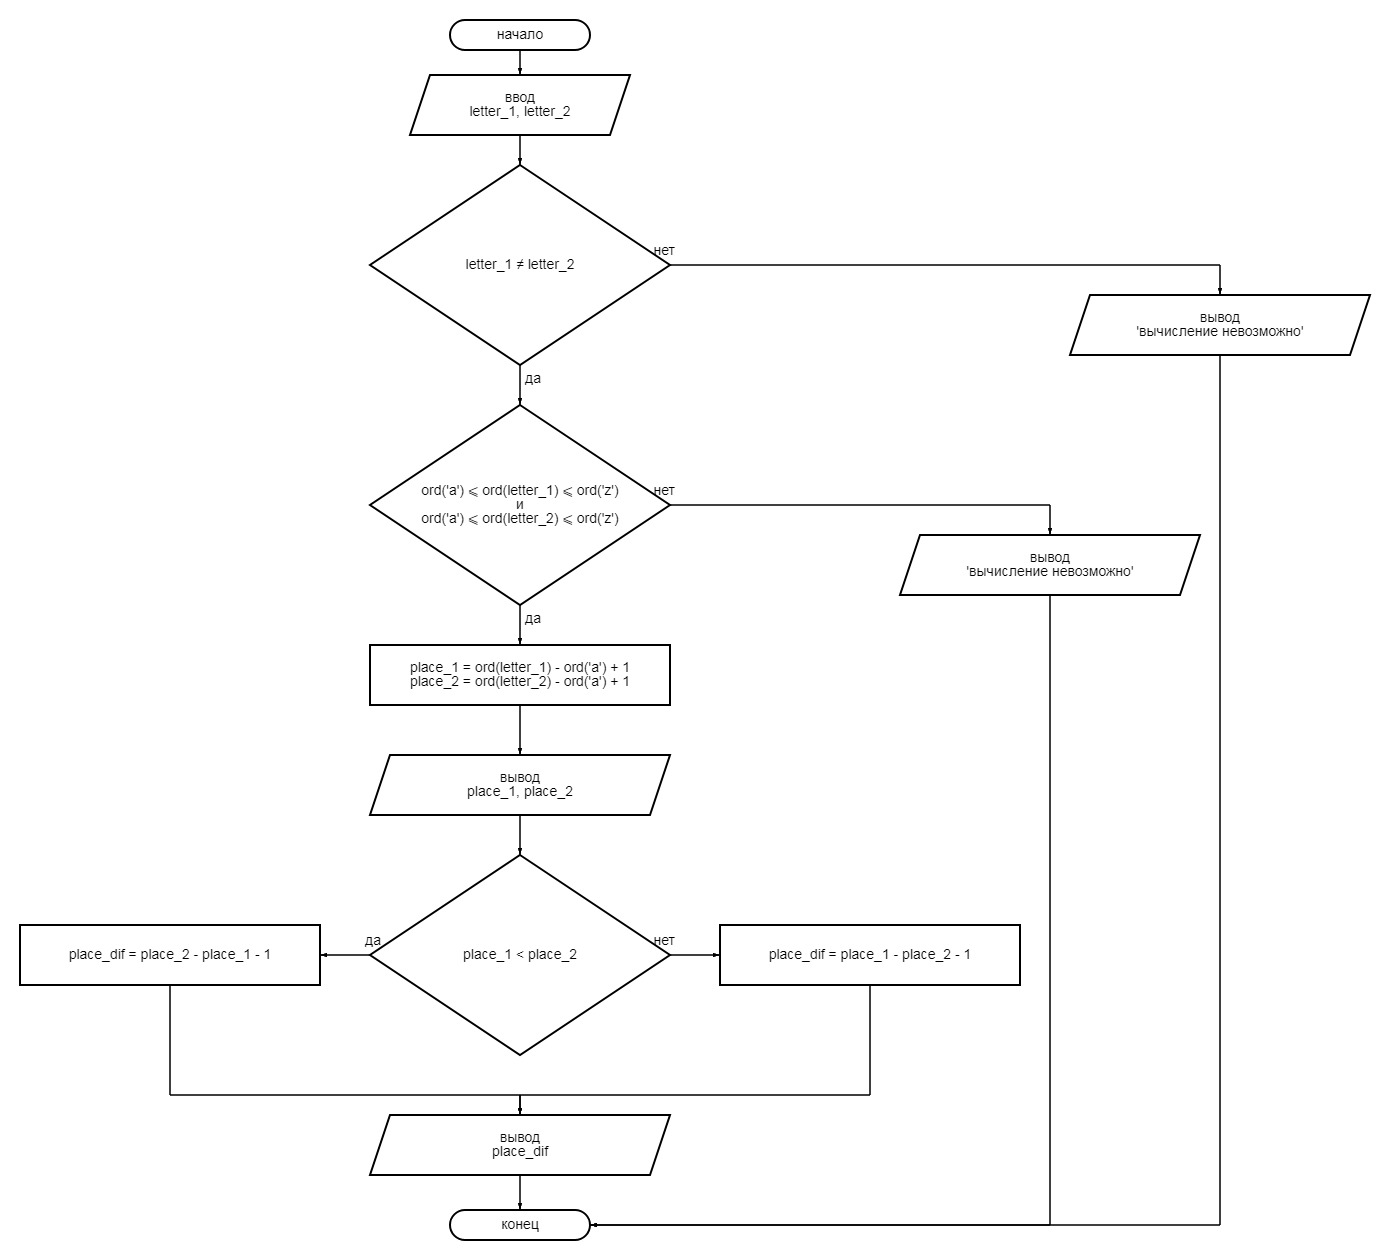 начало
ввод
letter_1, letter_2
letter_1 ≠ letter_2
нет
вывод
'вычисление невозможно'
да
ord('a') ⩽ ord(letter_1) ⩽ ord('z')
и
ord('a') ⩽ ord(letter_2) ⩽ ord('z')
нет
вывод
'вычисление невозможно'
да
place_1 = ord(letter_1) - ord('a') + 1
place_2 = ord(letter_2) - ord('a') + 1
вывод
place_1, place_2
place_1 < place_2
да
place_dif = place_2 - place_1 - 1
нет
place_dif = place_1 - place_2 - 1
вывод
place_dif
конец